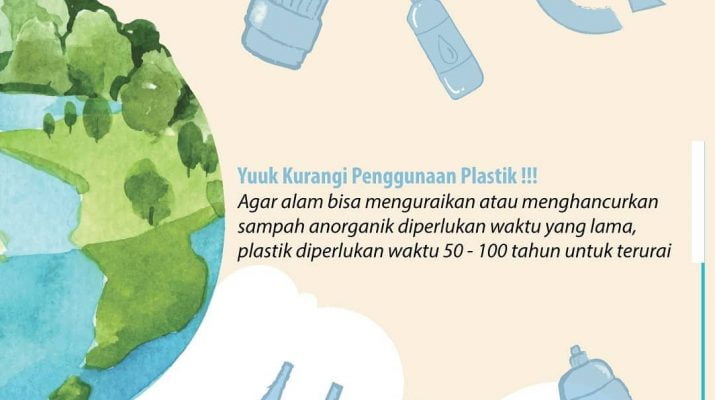 Yuuk Kurangi Penggunaan Plastik !!!
Agar alam bisa menguraikan atau menghancurkan
sampah anorganik diperlukan waktu yang lama,
plastik diperlukan waktu 50 - 100 tahun untuk terurai